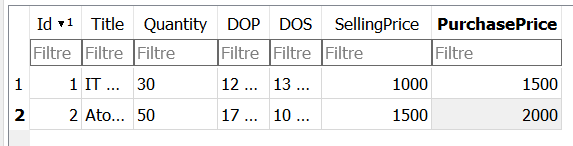 Id ▼1 Title Quantity DOP DOS SellingPrice PurchasePrice
Filtre Filtre Filtre Filtre Filtre Filtre Filtre
1 1 IT ... 30 12 ... 13 ... 1000 1500
2 2 Ato... 50 17 ... 10 ... 1500 2000